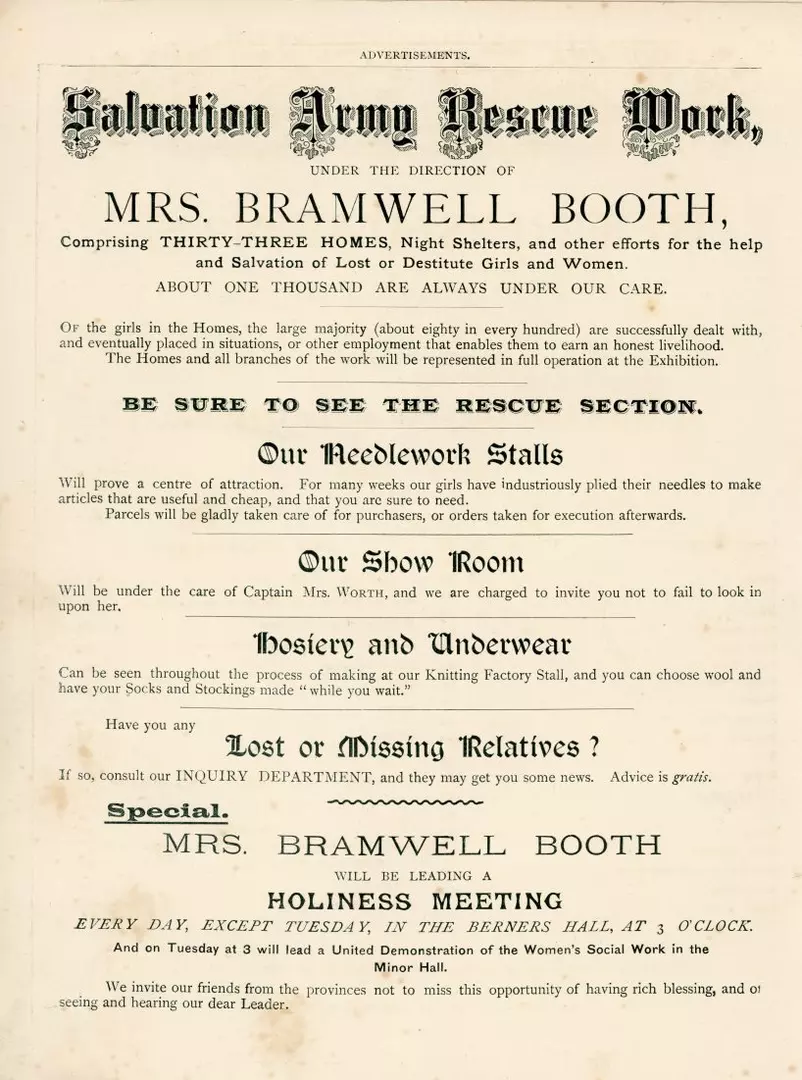 ADVERTISEMENTS.
Salvation Army Rescue Work,
UNDER THE DIRECTION OF
MRS. BRAMWELL BOOTH,
Comprising THIRTY-THREE HOMES, Night Shelters, and other efforts for the help
and Salvation of Lost or Destitute Girls and Women.
ABOUT ONE THOUSAND ARE ALWAYS UNDER OUR CARE.
OF the girls in the Homes, the large majority (about eighty in every hundred) are successfully dealt with,
and eventually placed in situations, or other employment that enables them to earn an honest livelihood.
The Homes and all branches of the work will be represented in full operation at the Exhibition.
BE SURE TO SEE THE RESCUE SECTION.
Our Needlework Stalls
Will prove a centre of attraction. For many weeks our girls have industriously plied their needles to make
articles that are useful and cheap, and that you are sure to need.
Parcels will be gladly taken care of for purchasers, or orders taken for execution afterwards.
Our Show Room
Will be under the care of Captain Mrs. WORTH, and we are charged to invite you not to fail to look in
upon her.
Hosiery and Underwear
Can be seen throughout the process of making at our Knitting Factory Stall, and you can choose wool and
have your Socks and Stockings made "while you wait."
Have you any
Lost or Missing Relatives ?
If so, consult our INQUIRY DEPARTMENT, and they may get you some news. Advice is gratis.
Special.
MRS. BRAMWELL BOOTH
WILL BE LEADING A
HOLINESS MEETING
EVERY DAY, EXCEPT TUESDAY, IN THE BERNERS HALL, AT 3 O'CLOCK.
And on Tuesday at 3 will lead a United Demonstration of the Women's Social Work in the
Minor Hall.
We invite our friends from the provinces not to miss this opportunity of having rich blessing, and of
seeing and hearing our dear Leader.